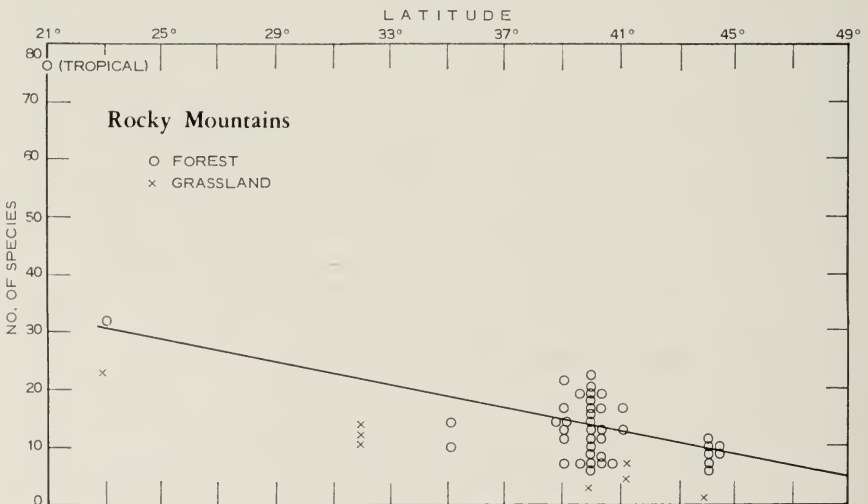 LATITUDE
21° 25° 29° 33° 37° 41° 45° 49°
80
O (TROPICAL)
70
Rocky Mountains
60
O FOREST
× GRASSLAND
50
NO. OF SPECIES
40
30
20
10
0